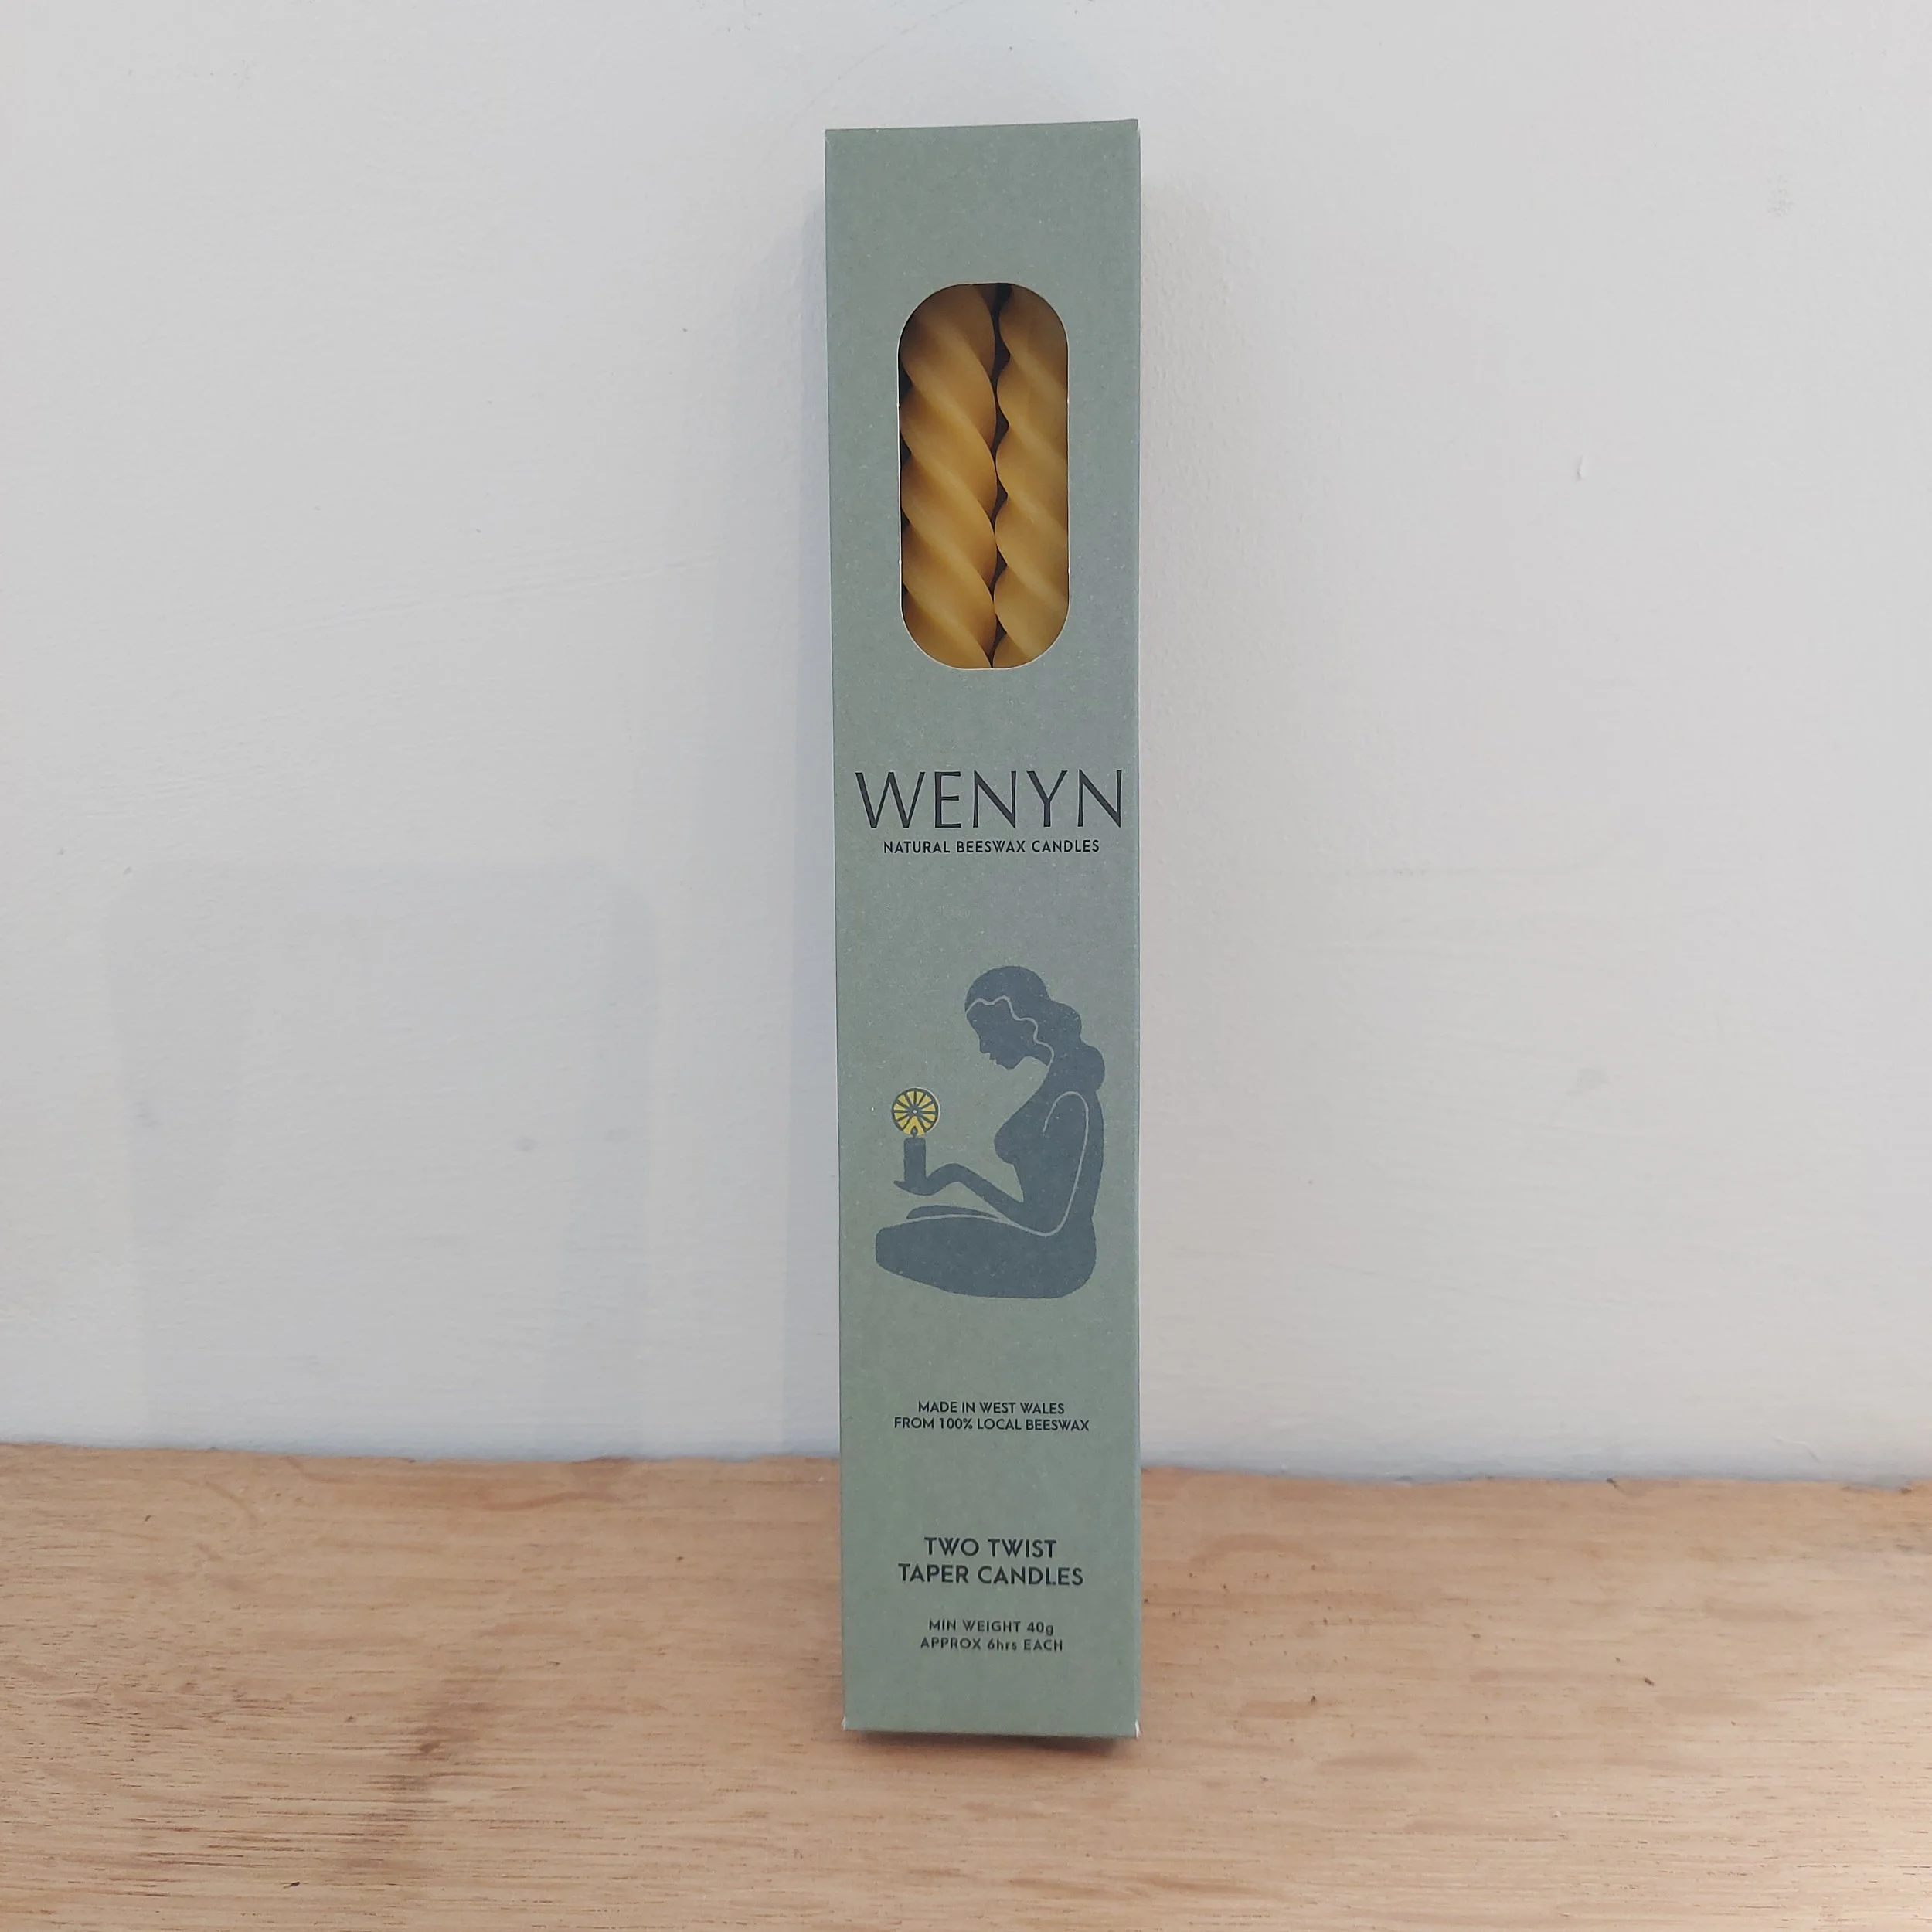 WENYN
NATURAL BEESWAX CANDLES
MADE IN WEST WALES
FROM 100% LOCAL BEESWAX
TWO TWIST
TAPER CANDLES
MIN WEIGHT 40g
APPROX 6hrs EACH